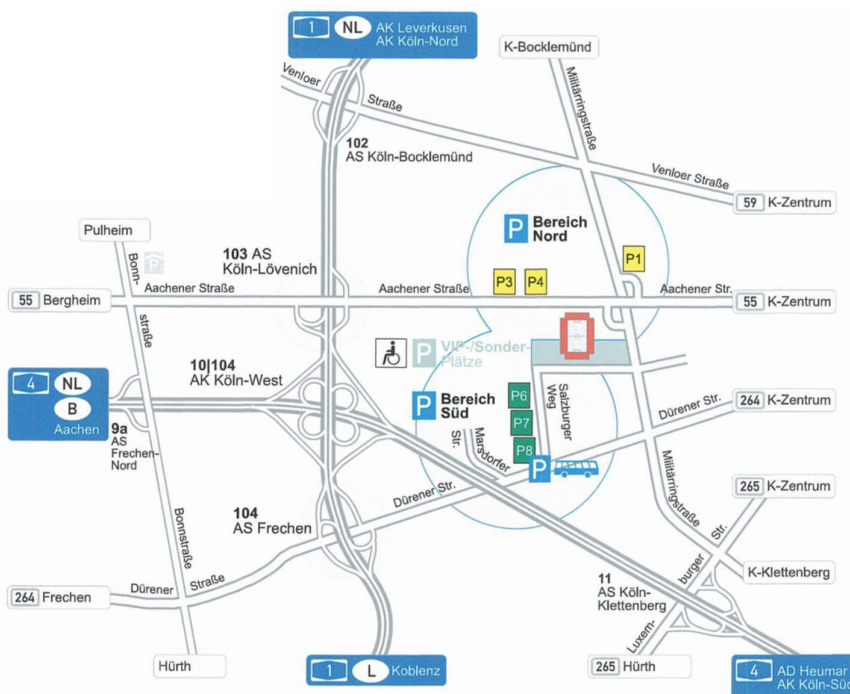 1 NL AK Leverkusen
AK Köln-Nord
K-Bocklemünd
Venloer
Straße
Militärringstraße
102
AS Köln-Bocklemünd
Venloer Straße
59 K-Zentrum
Pulheim
P Bereich
Nord
103 AS
Köln-Lövenich
P
P1
Bonn-
straße
P3 P4
55 Bergheim
Aachener Straße
Aachener Straße
Aachener Str.
55 K-Zentrum
P VIP-/Sonder-
Plätze
10|104
AK Köln-West
4 NL
B
Aachen
P Bereich
Süd
P6
P7
P8
Salzburger
Weg
Dürener Str.
264 K-Zentrum
9a
AS
Frechen-
Nord
Marsdorfer
Str.
P
Militärringstraße
265 K-Zentrum
Dürener Str.
104
AS Frechen
Bonnstraße
Luxem-
burger
Str.
K-Klettenberg
11
AS Köln-
Klettenberg
264 Frechen
Dürener
Straße
Hürth
1 L Koblenz
265 Hürth
4 AD Heumar
AK Köln-Süd